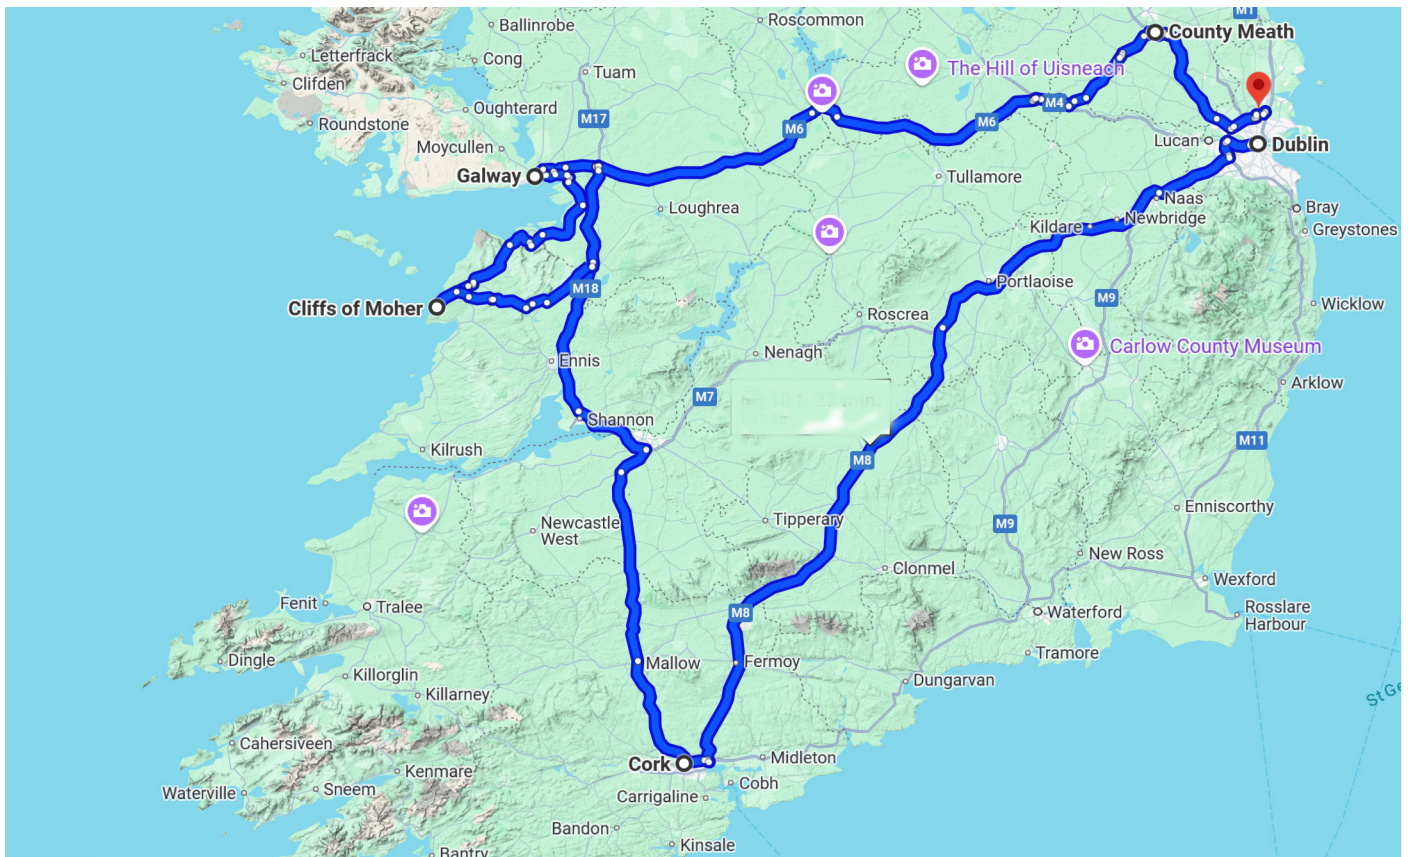 Ballinrobe
Roscommon
M1
County Meath
Letterfrack
Cong
Tuam
The Hill of Uisneach
Clifden
Oughterard
M4
Roundstone
M17
M6
M6
Moycullen
Lucan
Dublin
Galway
Tullamore
Naas
Loughrea
Bray
Newbridge
Kildare
Greystones
M18
Portlaoise
M9
Cliffs of Moher
Wicklow
Roscrea
Ennis
Nenagh
Carlow County Museum
Arklow
M7
Shannon
M11
Kilrush
M8
Enniscorthy
Newcastle
West
Tipperary
M9
New Ross
Clonmel
Wexford
Fenit
Tralee
M8
Waterford
Rosslare
Harbour
Dingle
Mallow
Fermoy
Tramore
Killorglin
Killarney
Dungarvan
St Ge
Cahersiveen
Cork
Midleton
Kenmare
Waterville
Sneem
Cobh
Carrigaline
Bandon
Kinsale
Bantry